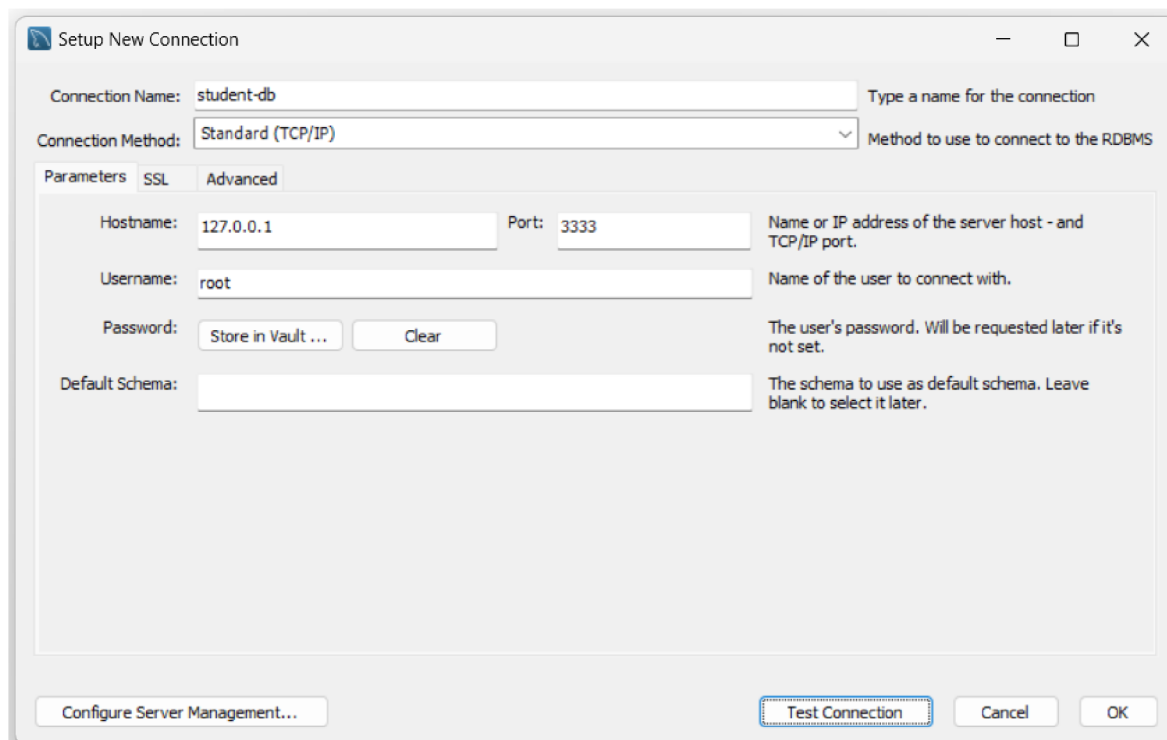 Setup New Connection
Connection Name: student-db Type a name for the connection
Connection Method: Standard (TCP/IP) Method to use to connect to the RDBMS
Parameters SSL Advanced
Hostname: 127.0.0.1 Port: 3333 Name or IP address of the server host - and
TCP/IP port.
Username: root Name of the user to connect with.
Password: Store in Vault ... Clear The user's password. Will be requested later if it's
not set.
Default Schema: The schema to use as default schema. Leave
blank to select it later.
Configure Server Management... Test Connection Cancel OK